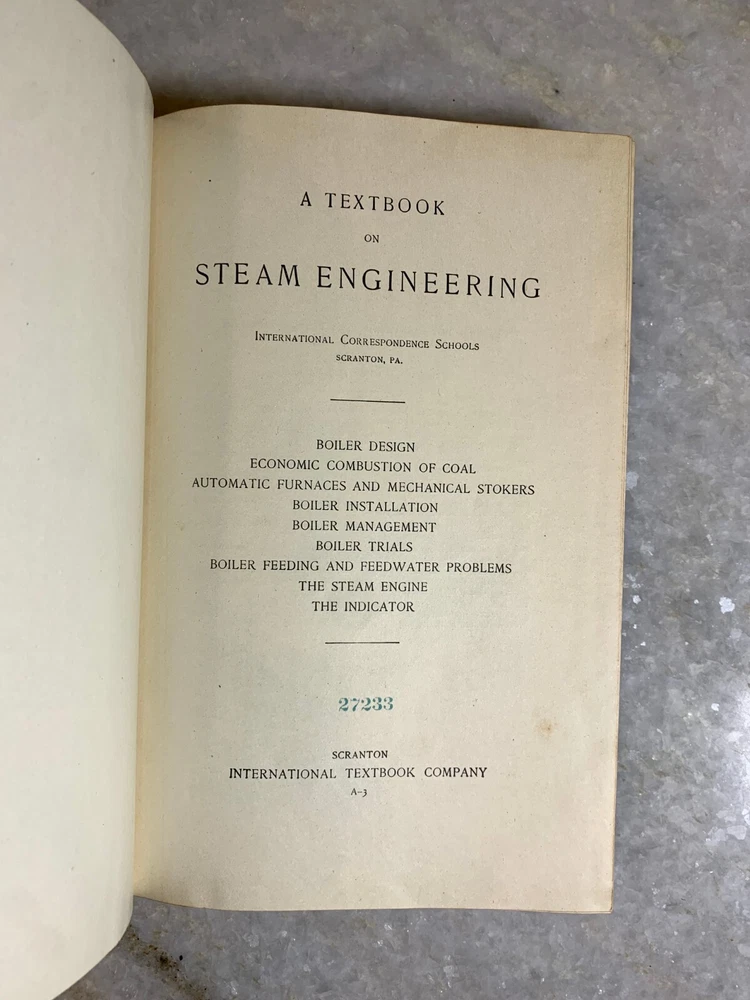 A TEXTBOOK
ON
STEAM ENGINEERING
INTERNATIONAL CORRESPONDENCE SCHOOLS
SCRANTON, PA.
BOILER DESIGN
ECONOMIC COMBUSTION OF COAL
AUTOMATIC FURNACES AND MECHANICAL STOKERS
BOILER INSTALLATION
BOILER MANAGEMENT
BOILER TRIALS
BOILER FEEDING AND FEEDWATER PROBLEMS
THE STEAM ENGINE
THE INDICATOR
27233
SCRANTON
INTERNATIONAL TEXTBOOK COMPANY
A–3